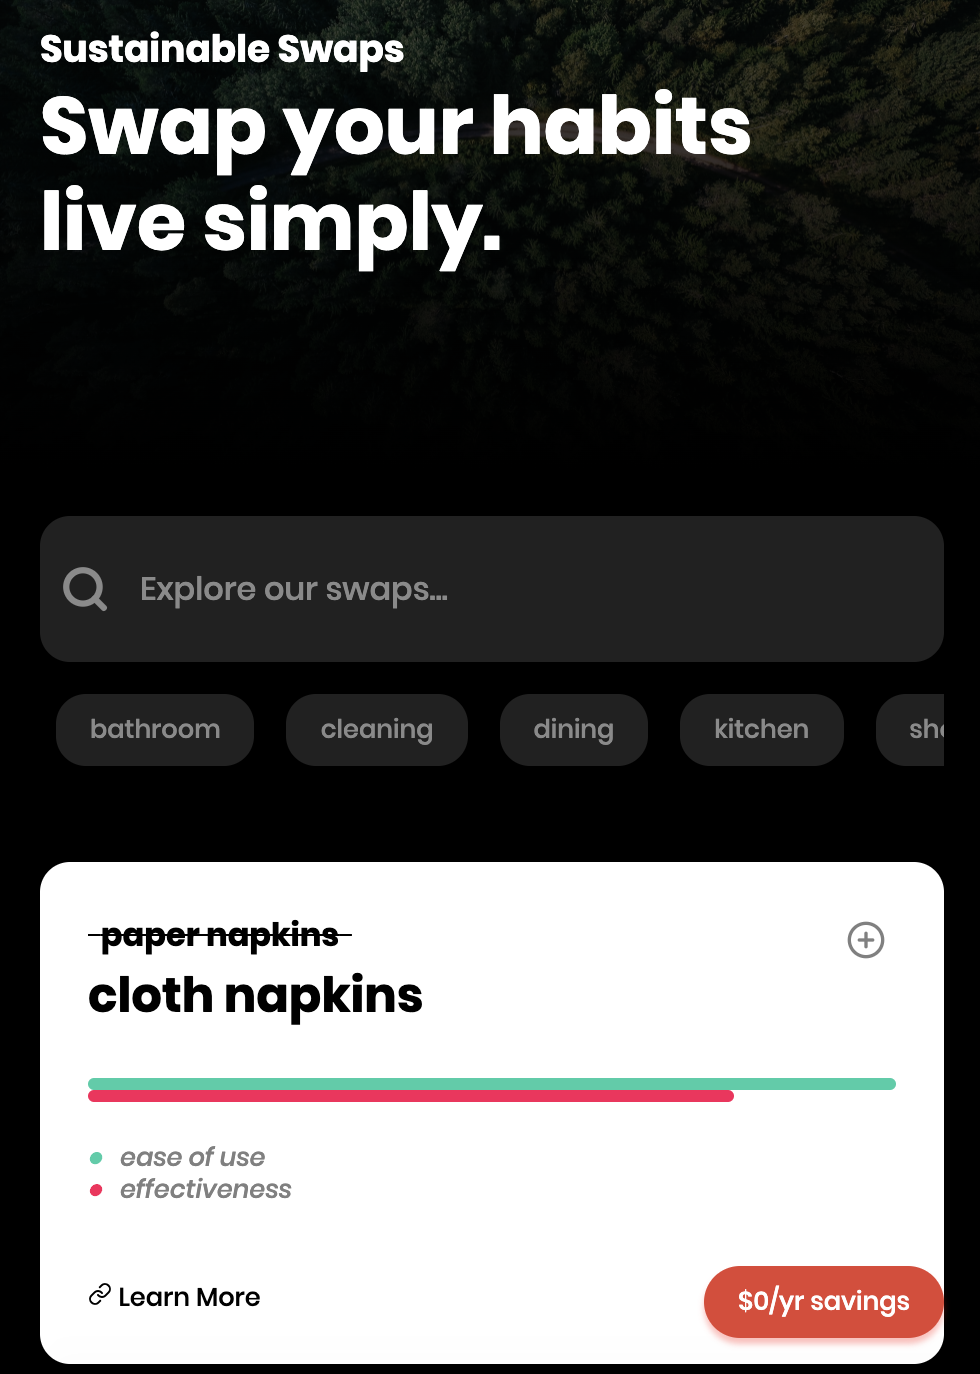 Sustainable Swaps
Swap your habits
live simply.
Explore our swaps...
bathroom
cleaning
dining
kitchen
paper napkins
cloth napkins
ease of use
effectiveness
Learn More
$0/yr savings